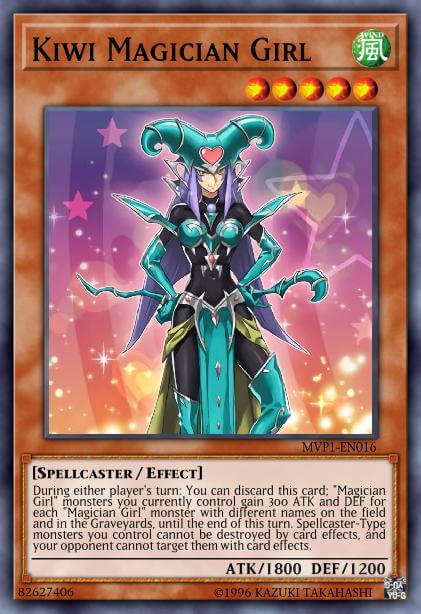 Kiwi Magician Girl
WIND
風
MVP1-EN016
[Spellcaster / Effect]
During either player's turn: You can discard this card; "Magician
Girl" monsters you currently control gain 300 ATK and DEF for
each "Magician Girl" monster with different names on the field
and in the Graveyards, until the end of this turn. Spellcaster-Type
monsters you control cannot be destroyed by card effects, and
your opponent cannot target them with card effects.
ATK/1800 DEF/1200
82627406
©1996 KAZUKI TAKAHASHI